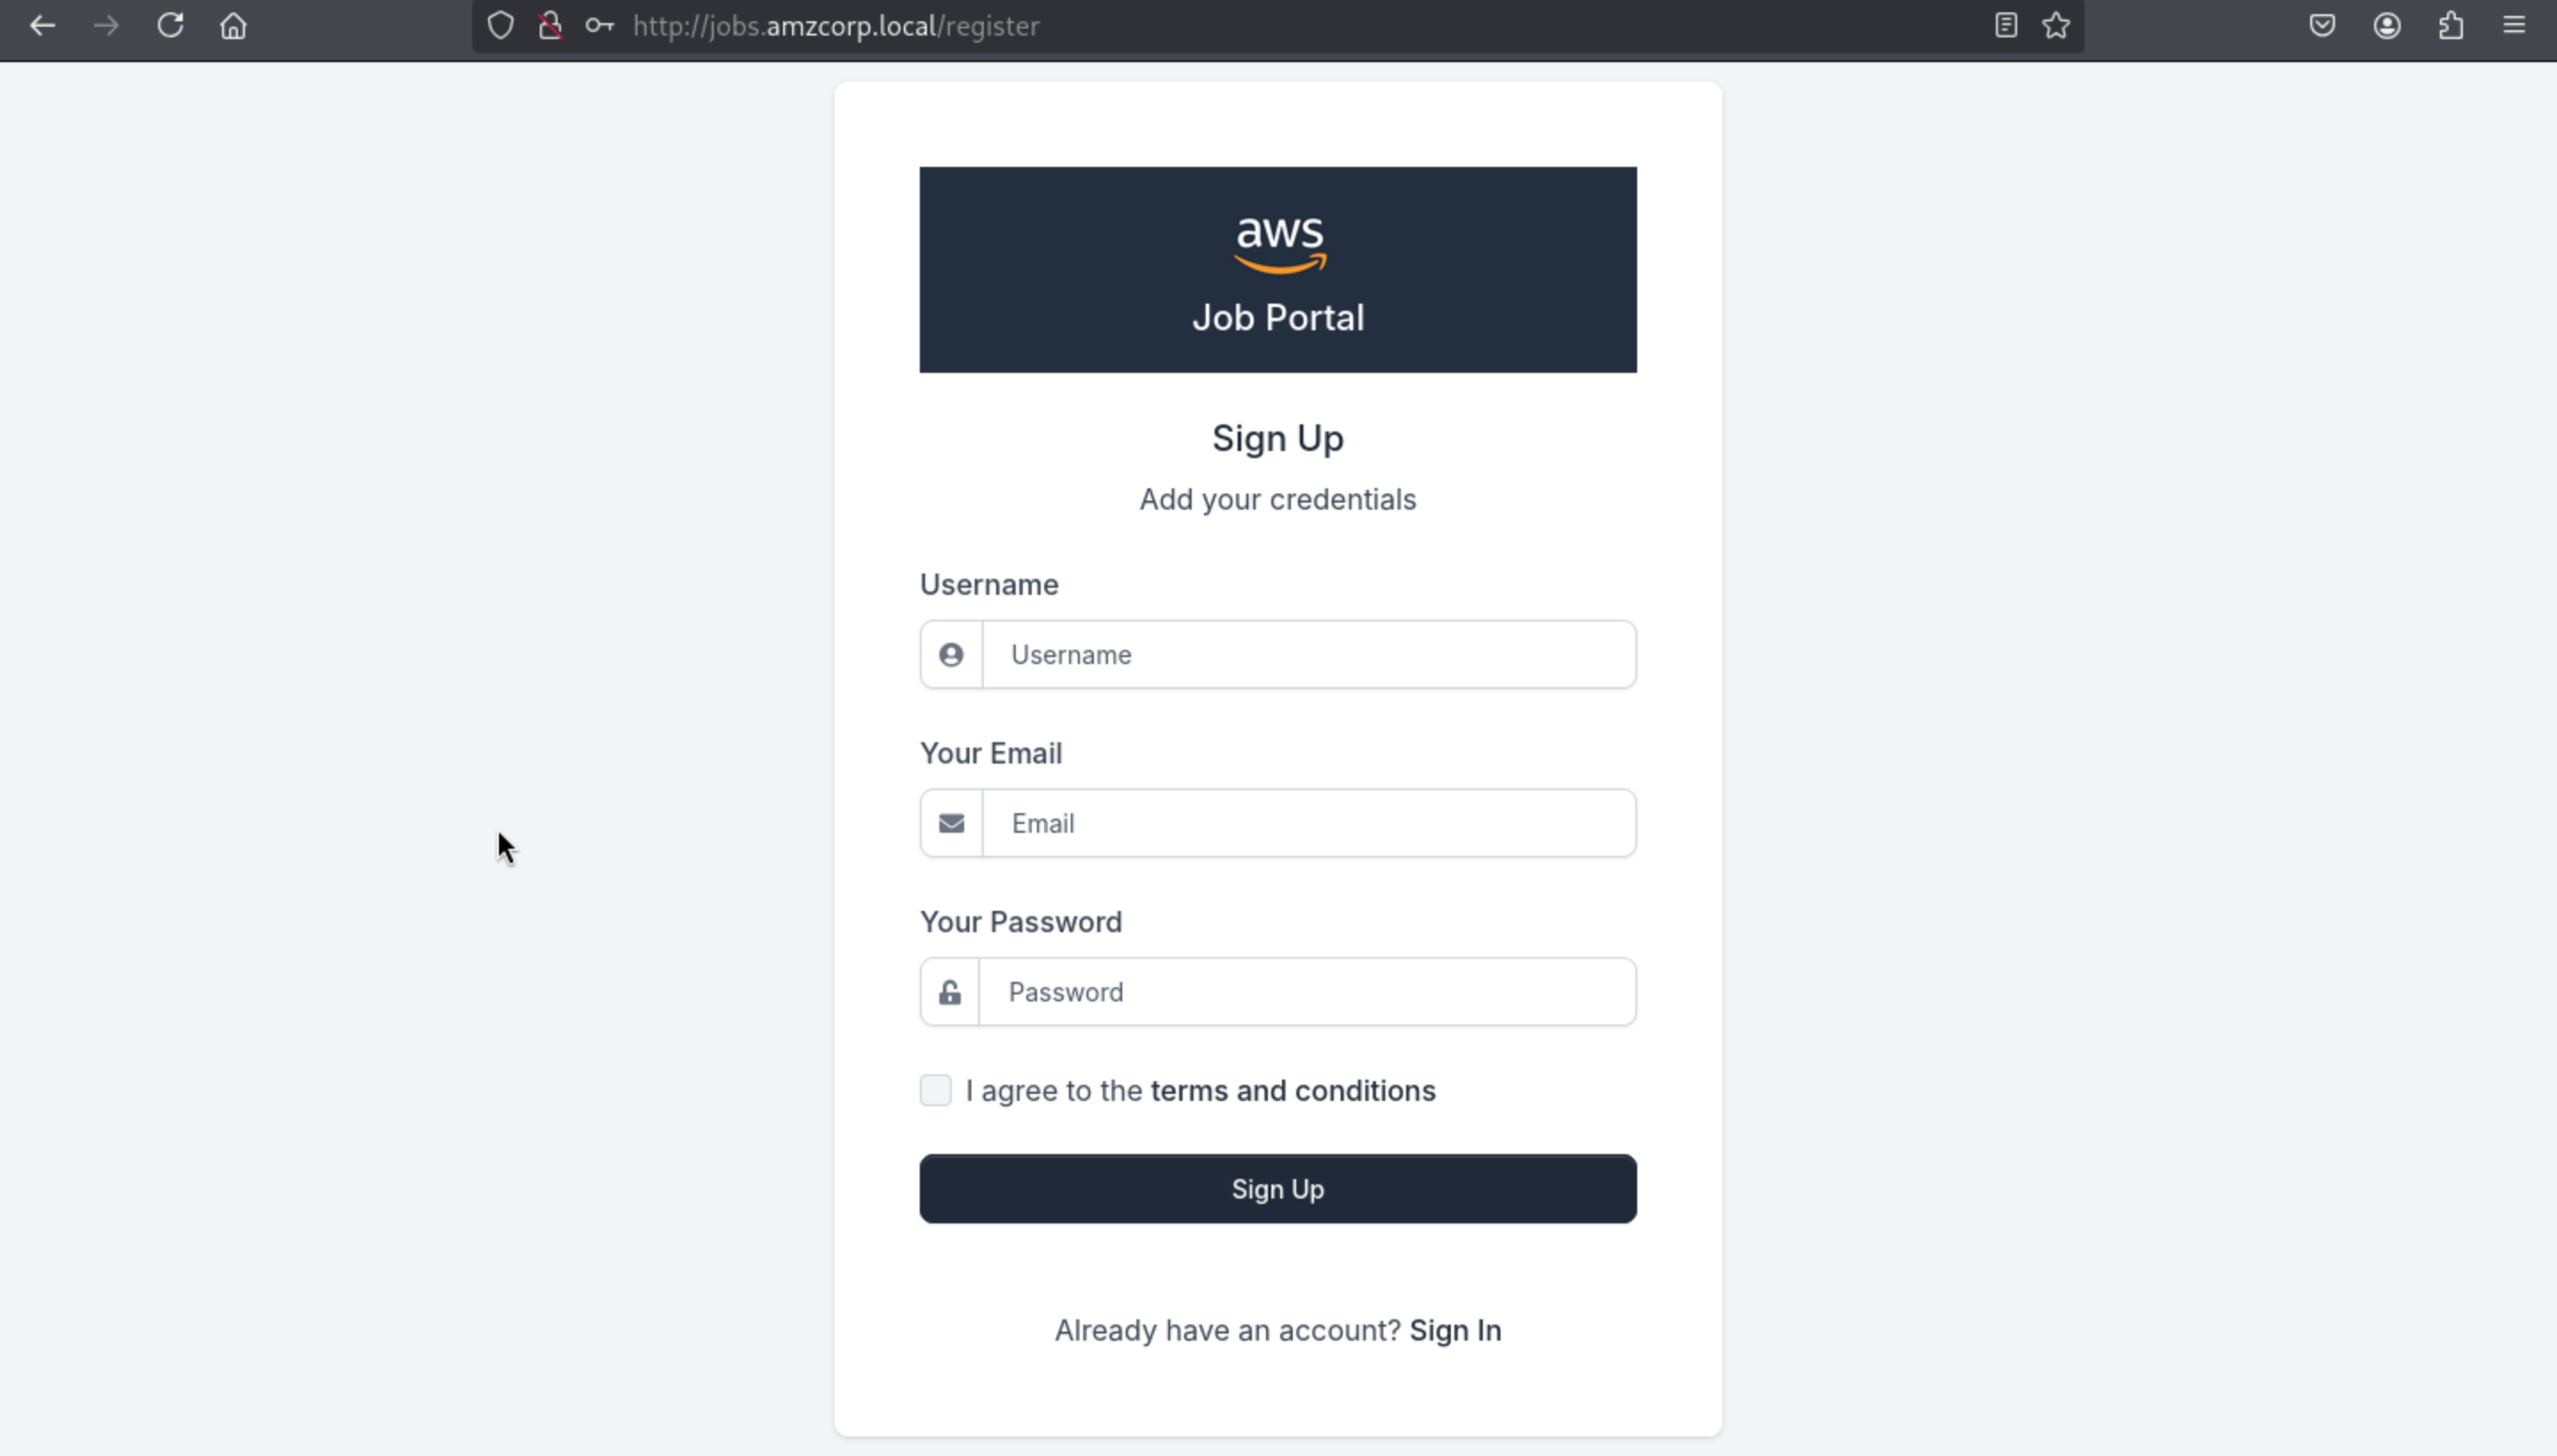 http://jobs.amzcorp.local/register
aws
Job Portal
Sign Up
Add your credentials
Username
Username
Your Email
Email
Your Password
Password
I agree to the terms and conditions
Sign Up
Already have an account? Sign In